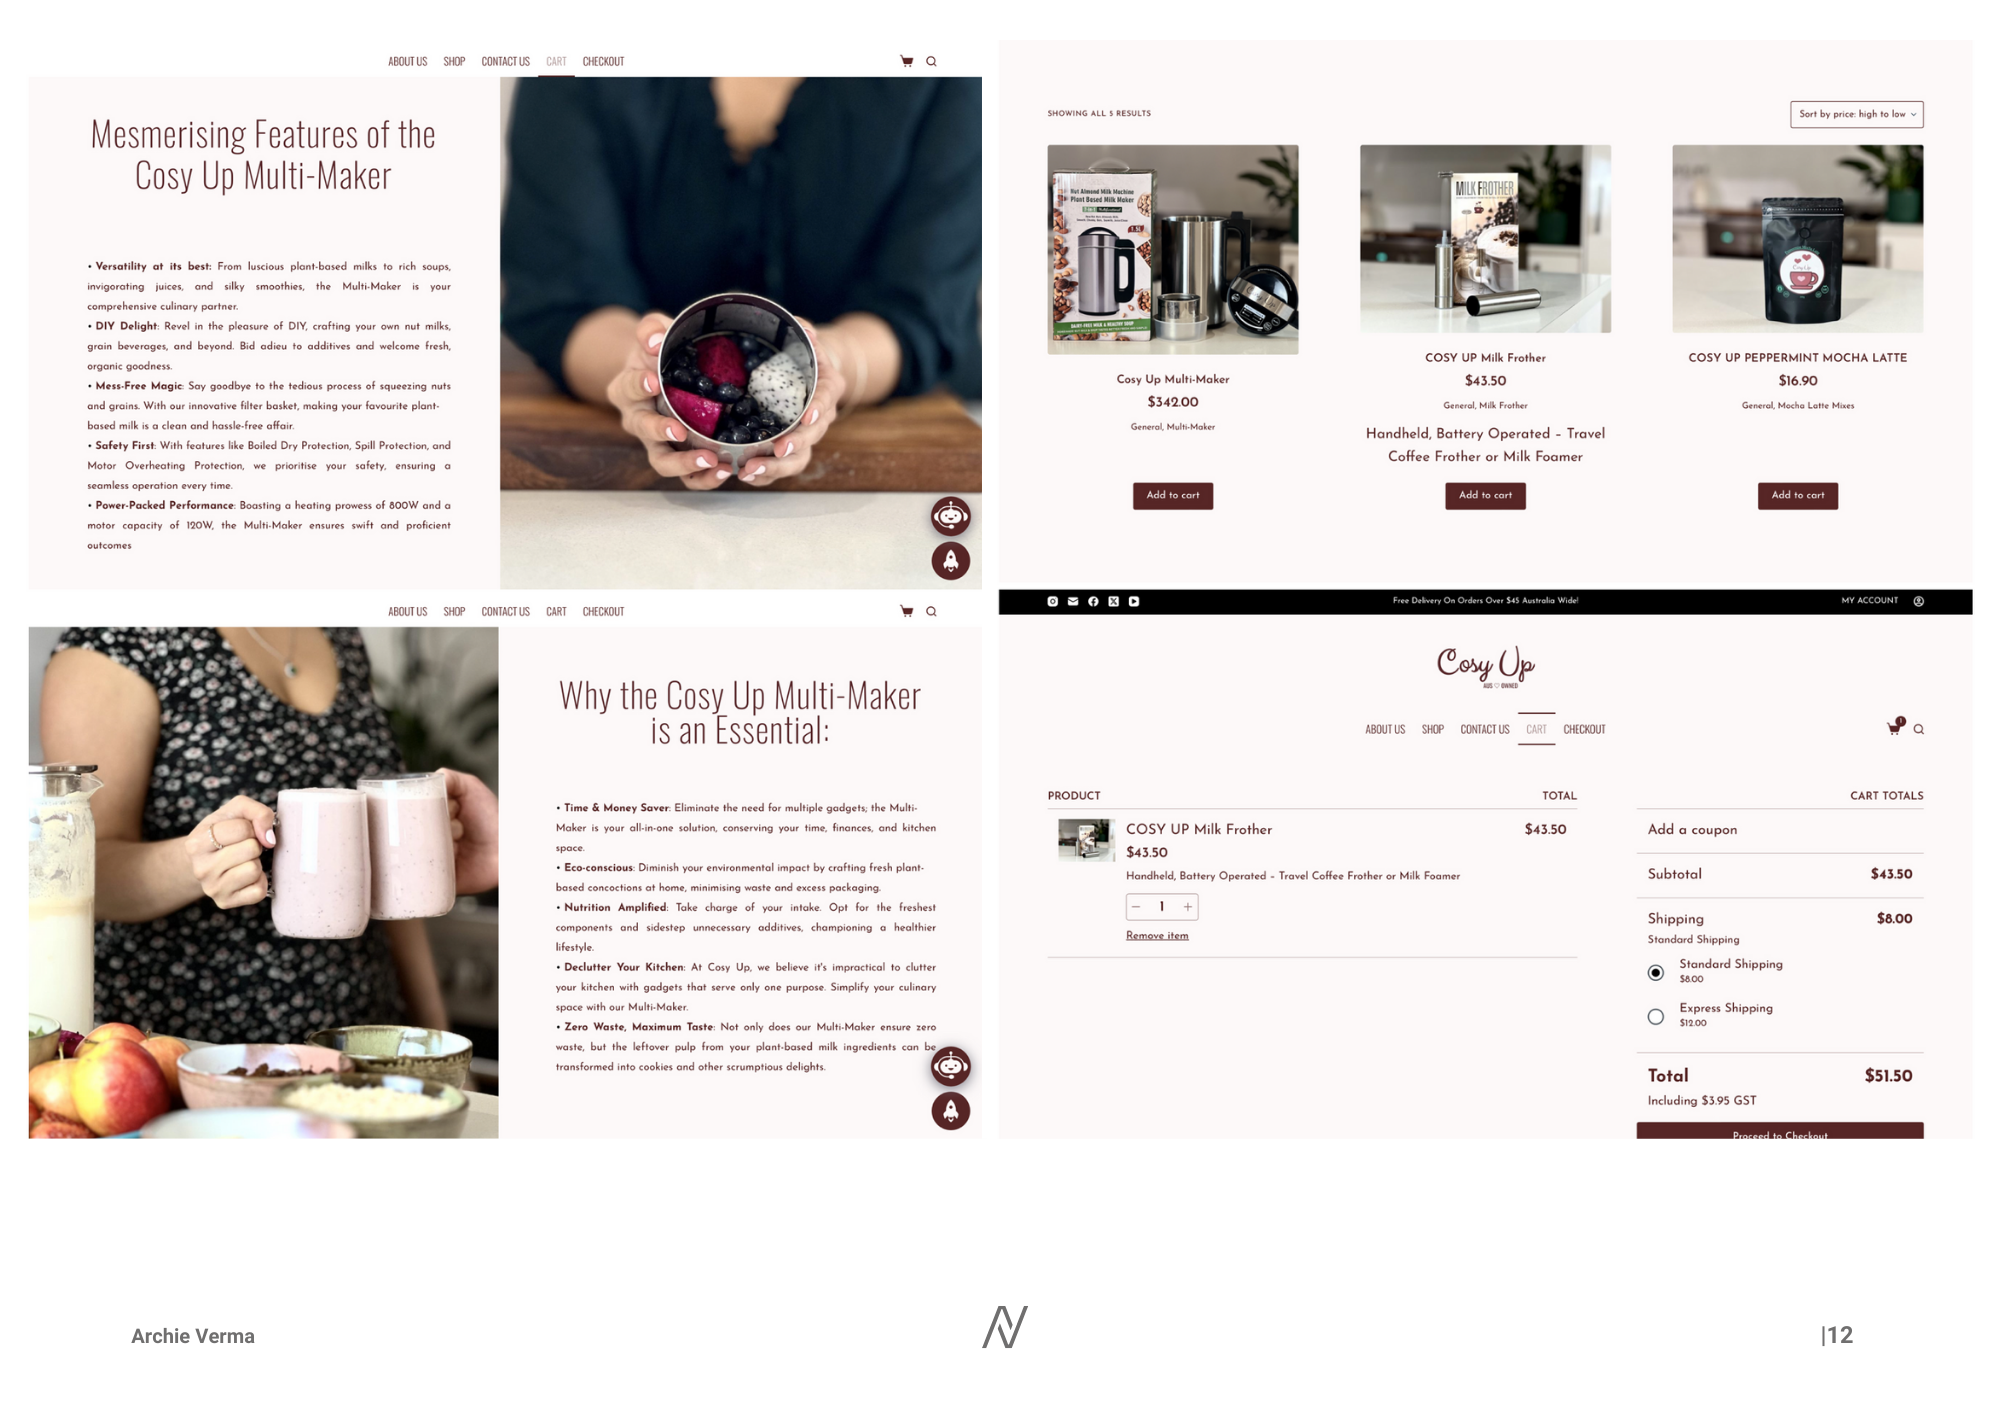 ABOUT US SHOP CONTACT US CART CHECKOUT
Mesmerising Features of the
Cosy Up Multi-Maker
• Versatility at its best: From luscious plant-based milks to rich soups,
invigorating juices, and silky smoothies, the Multi-Maker is your
comprehensive culinary partner.
• DIY Delight: Revel in the pleasure of DIY, crafting your own nut milks,
grain beverages, and beyond. Bid adieu to additives and welcome fresh,
organic goodness.
• Mess-Free Magic: Say goodbye to the tedious process of squeezing nuts
and grains. With our innovative filter basket, making your favourite plant-
based milk is a clean and hassle-free affair.
• Safety First: With features like Boiled Dry Protection, Spill Protection, and
Motor Overheating Protection, we prioritise your safety, ensuring a
seamless operation every time.
• Power-Packed Performance: Boasting a heating prowess of 800W and a
motor capacity of 120W, the Multi-Maker ensures swift and proficient
outcomes
SHOWING ALL 5 RESULTS
Sort by price: high to low
Nut Almond Milk Machine
Plant Based Milk Maker
DAIRY-FREE MILK & HEALTHY SOUP
MILK FROTHER
Cosy Up
Cosy Up Multi-Maker
$342.00
General, Multi-Maker
Add to cart
COSY UP Milk Frother
$43.50
General, Milk Frother
Handheld, Battery Operated – Travel
Coffee Frother or Milk Foamer
Add to cart
COSY UP PEPPERMINT MOCHA LATTE
$16.90
General, Mocha Latte Mixes
Add to cart
ABOUT US SHOP CONTACT US CART CHECKOUT
Why the Cosy Up Multi-Maker
is an Essential:
• Time & Money Saver: Eliminate the need for multiple gadgets; the Multi-
Maker is your all-in-one solution, conserving your time, finances, and kitchen
space.
• Eco-conscious: Diminish your environmental impact by crafting fresh plant-
based concoctions at home, minimising waste and excess packaging.
• Nutrition Amplified: Take charge of your intake. Opt for the freshest
components and sidestep unnecessary additives, championing a healthier
lifestyle.
• Declutter Your Kitchen: At Cosy Up, we believe it's impractical to clutter
your kitchen with gadgets that serve only one purpose. Simplify your culinary
space with our Multi-Maker.
• Zero Waste, Maximum Taste: Not only does our Multi-Maker ensure zero
waste, but the leftover pulp from your plant-based milk ingredients can be
transformed into cookies and other scrumptious delights.
Free Delivery On Orders Over $45 Australia Wide!
MY ACCOUNT
Cosy Up
AUS ♡ OWNED
ABOUT US SHOP CONTACT US CART CHECKOUT
1
PRODUCT TOTAL
COSY UP Milk Frother $43.50
$43.50
Handheld, Battery Operated – Travel Coffee Frother or Milk Foamer
− 1 +
Remove item
CART TOTALS
Add a coupon
Subtotal $43.50
Shipping $8.00
Standard Shipping
Standard Shipping
$8.00
Express Shipping
$12.00
Total $51.50
Including $3.95 GST
Proceed to Checkout
Archie Verma
|12